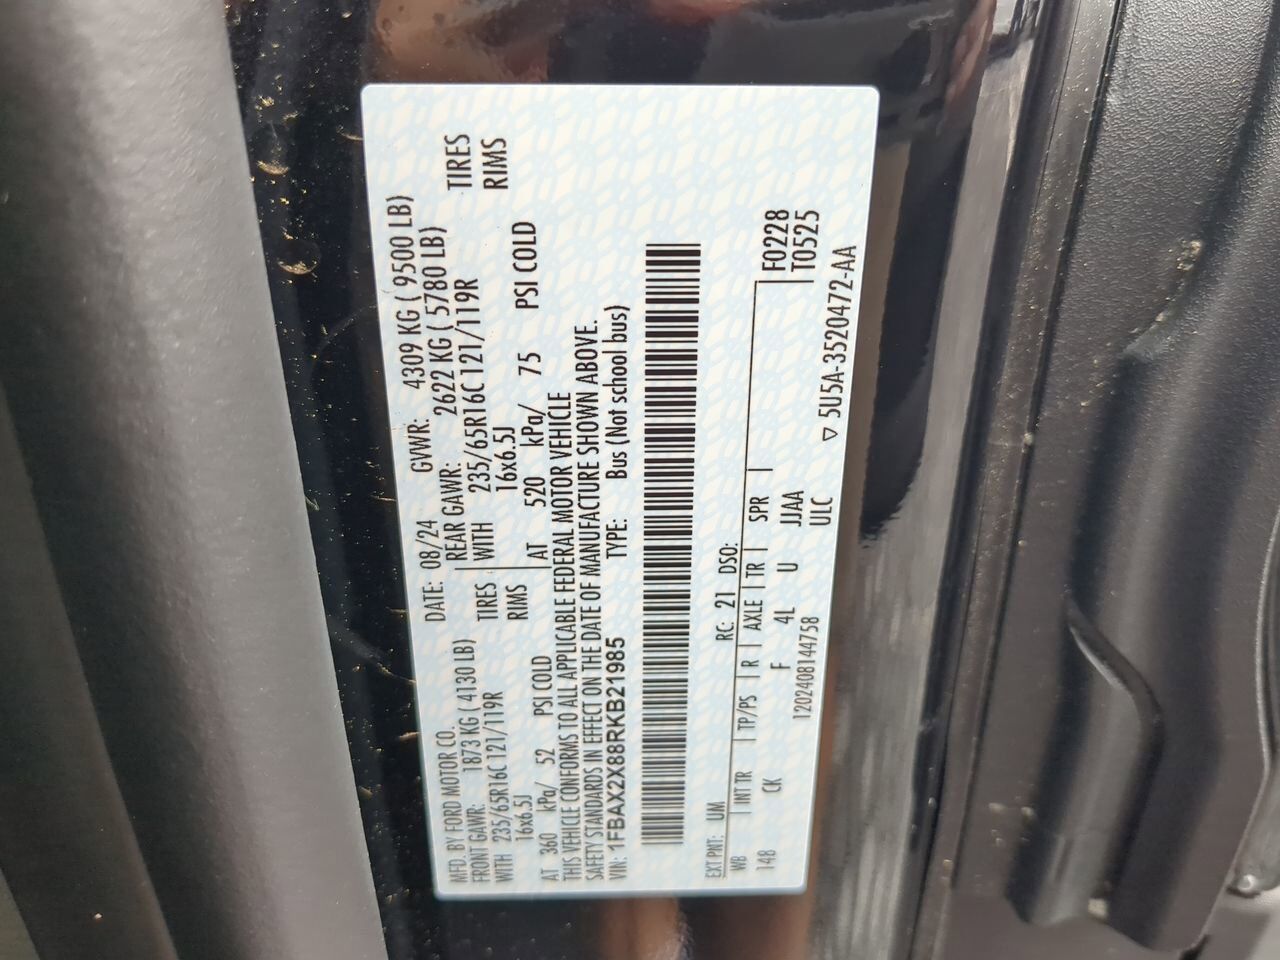 MFD. BY FORD MOTOR CO. DATE: 08/24 GVWR: 4309 KG ( 9500 LB)
FRONT GAWR: 1873 KG ( 4130 LB) REAR GAWR: 2622 KG ( 5780 LB)
WITH 235/65R16C 121/119R TIRES WITH 235/65R16C 121/119R TIRES
16x6.5J RIMS 16x6.5J RIMS
AT 360 kPa/ 52 PSI COLD AT 520 kPa/ 75 PSI COLD
THIS VEHICLE CONFORMS TO ALL APPLICABLE FEDERAL MOTOR VEHICLE
SAFETY STANDARDS IN EFFECT ON THE DATE OF MANUFACTURE SHOWN ABOVE.
VIN: 1FBAX2X88RKB21985 TYPE: Bus (Not school bus)
EXT PNT: UM RC: 21 DSO:
WB INT TR TP/PS R AXLE TR SPR F0228
148 CK F 4L U JJAA T0525
1202408144758 ULC
▽ 5U5A-3520472-AA